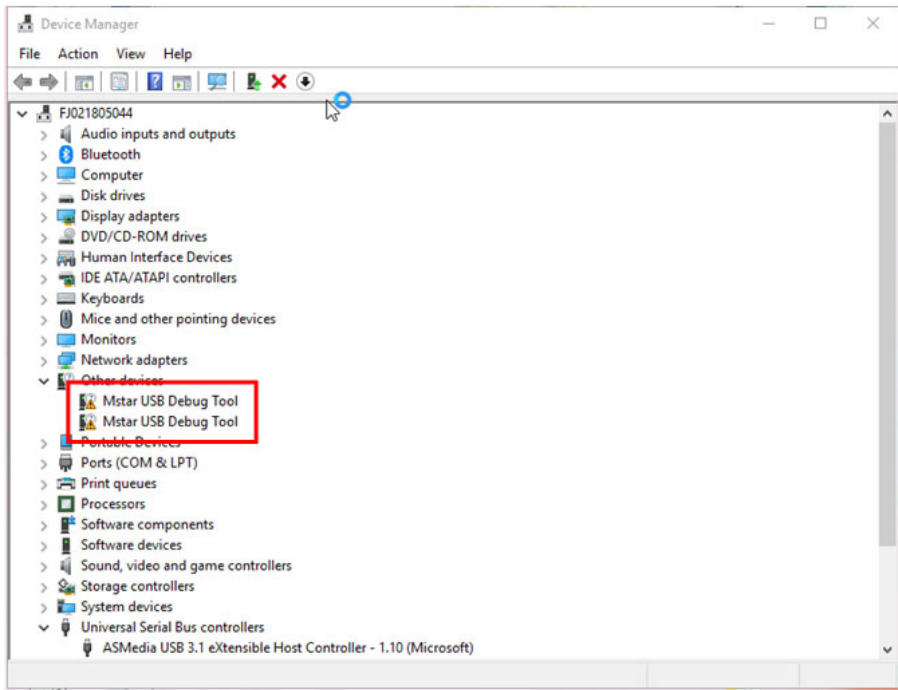 Device Manager
File Action View Help
FJ021805044
Audio inputs and outputs
Bluetooth
Computer
Disk drives
Display adapters
DVD/CD-ROM drives
Human Interface Devices
IDE ATA/ATAPI controllers
Keyboards
Mice and other pointing devices
Monitors
Network adapters
Other devices
Mstar USB Debug Tool
Mstar USB Debug Tool
Portable Devices
Ports (COM & LPT)
Print queues
Processors
Software components
Software devices
Sound, video and game controllers
Storage controllers
System devices
Universal Serial Bus controllers
ASMedia USB 3.1 eXtensible Host Controller - 1.10 (Microsoft)